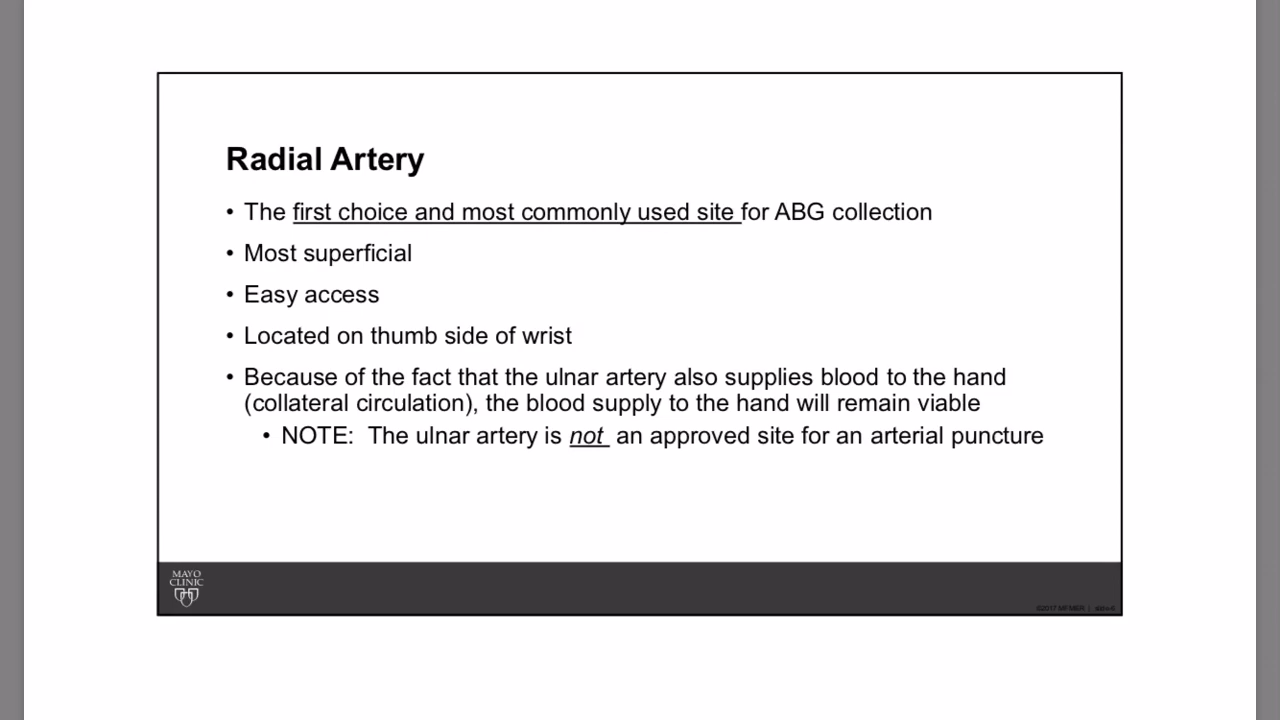 Radial Artery
• The first choice and most commonly used site for ABG collection
• Most superficial
• Easy access
• Located on thumb side of wrist
• Because of the fact that the ulnar artery also supplies blood to the hand
(collateral circulation), the blood supply to the hand will remain viable
• NOTE: The ulnar artery is not an approved site for an arterial puncture
MAYO
CLINIC
©2017 MFMER |